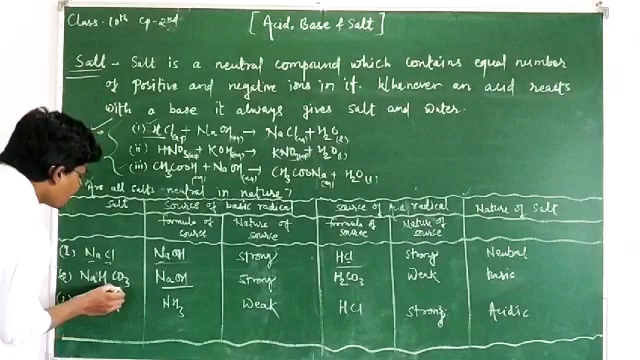 Class - 10th Cp-2nd [Acid, Base & Salt]
Salt - Salt is a neutral compound which contains equal number
of positive and negative ions in it. Whenever an acid reacts
with a base it always gives salt and water.
(i) HCl(aq) + NaOH(aq) → NaCl(aq) + H2O(l)
(ii) HNO3(aq) + KOH(aq) → KNO3(aq) + H2O(l)
(iii) CH3COOH(aq) + NaOH(aq) → CH3COONa(aq) + H2O(l)
Are all salts neutral in nature?
Salt Source of basic radical Source of Acid radical Nature of Salt
formula of source Nature of source formula of source Nature of source
(1) NaCl NaOH Strong HCl Strong Neutral
NaHCO3 NaOH Strong H2CO3 Weak basic
NH3 Weak HCl Strong Acidic